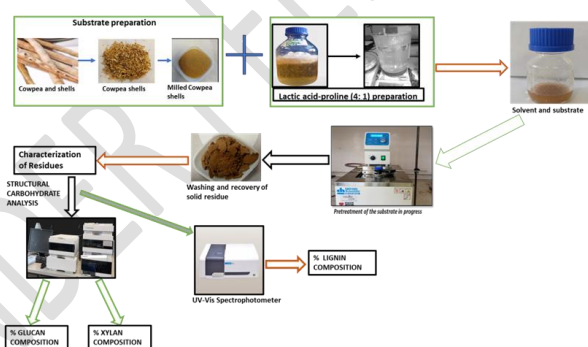 Substrate preparation
Cowpea and shells
Cowpea shells
Milled Cowpea
shells
Lactic acid-proline (4: 1) preparation
Solvent and substrate
Pretreatment of the substrate in progress
Washing and recovery of
solid residue
Characterization
of Residues
STRUCTURAL
CARBOHYDRATE
ANALYSIS
UV-Vis Spectrophotometer
% LIGNIN
COMPOSITION
% GLUCAN
COMPOSITION
% XYLAN
COMPOSITION